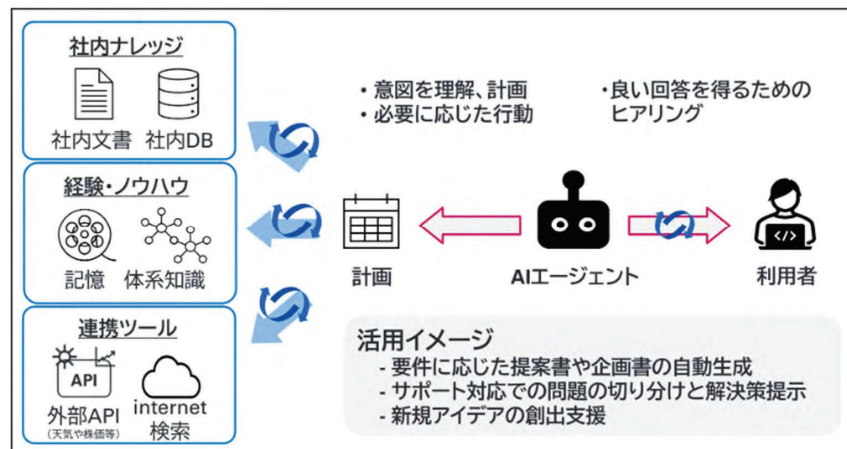 社内ナレッジ
社内文書 社内DB
経験・ノウハウ
記憶 体系知識
連携ツール
API
外部API
(天気や株価等)
internet
検索
・意図を理解、計画
・必要に応じた行動
・良い回答を得るための
ヒアリング
計画
AIエージェント
</>
利用者
活用イメージ
- 要件に応じた提案書や企画書の自動生成
- サポート対応での問題の切り分けと解決策提示
- 新規アイデアの創出支援